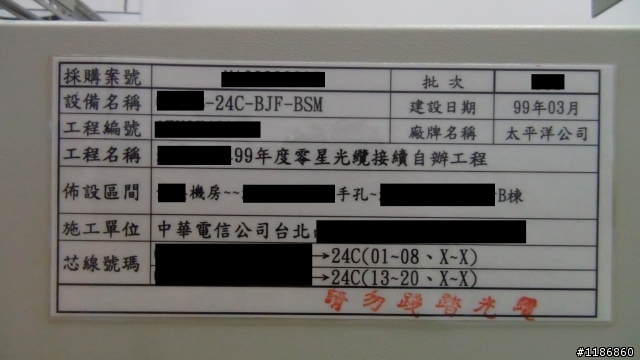 採購案號 批次
設備名稱 -24C-BJF-BSM 建設日期 99年03月
工程編號 廠牌名稱 太平洋公司
工程名稱 99年度零星光纜接續自辦工程
佈設區間 機房~~ 手孔~ B棟
施工單位 中華電信公司台北
芯線號碼 →24C(01~08、X~X)
→24C(13~20、X~X)
請勿踐踏光纜
#1186860